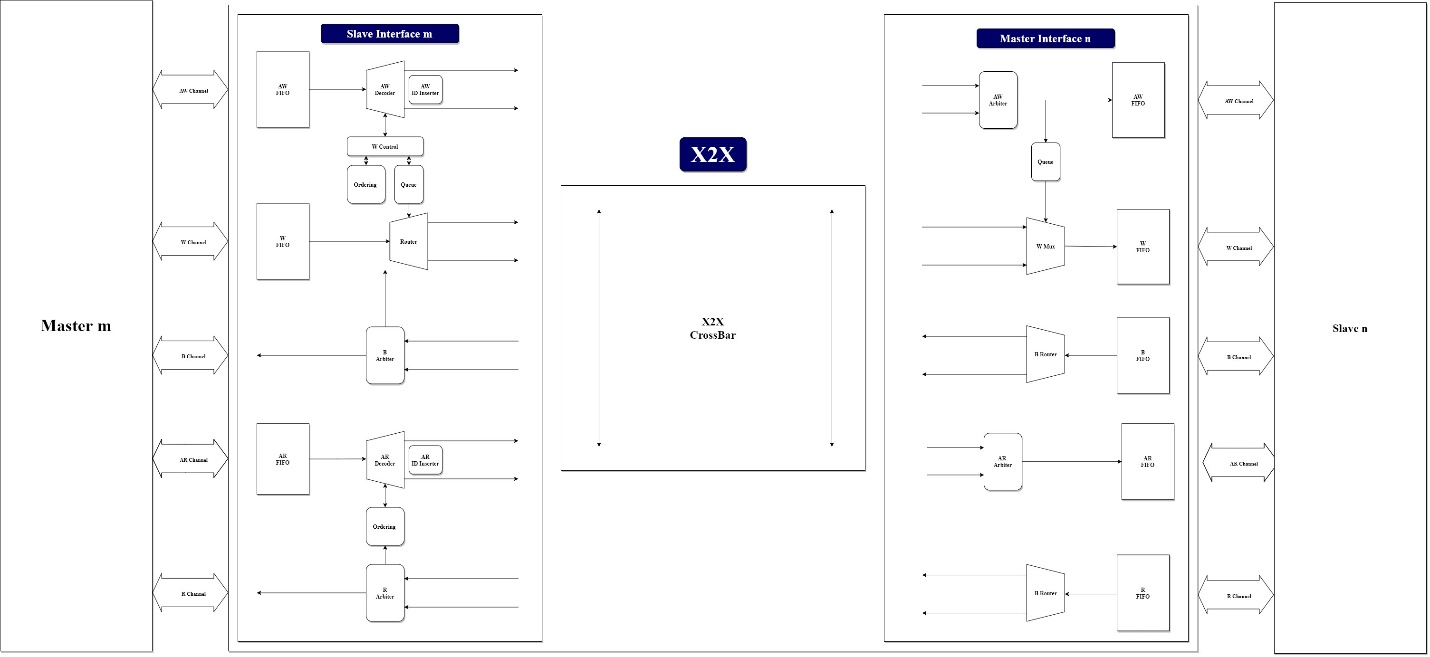 Slave Interface m
AW
FIFO
AW
Decoder
AW
ID Inserter
W Control
Ordering
Queue
W
FIFO
Router
B
Arbiter
AR
FIFO
AR
Decoder
AR
ID Inserter
Ordering
R
Arbiter
Master m
AW Channel
W Channel
B Channel
AR Channel
R Channel
X2X
X2X
CrossBar
Master Interface n
AW
Arbiter
AW
FIFO
Queue
W Mux
W
FIFO
B Router
B
FIFO
AR
Arbiter
AR
FIFO
R Router
R
FIFO
AW Channel
W Channel
B Channel
AR Channel
R Channel
Slave n